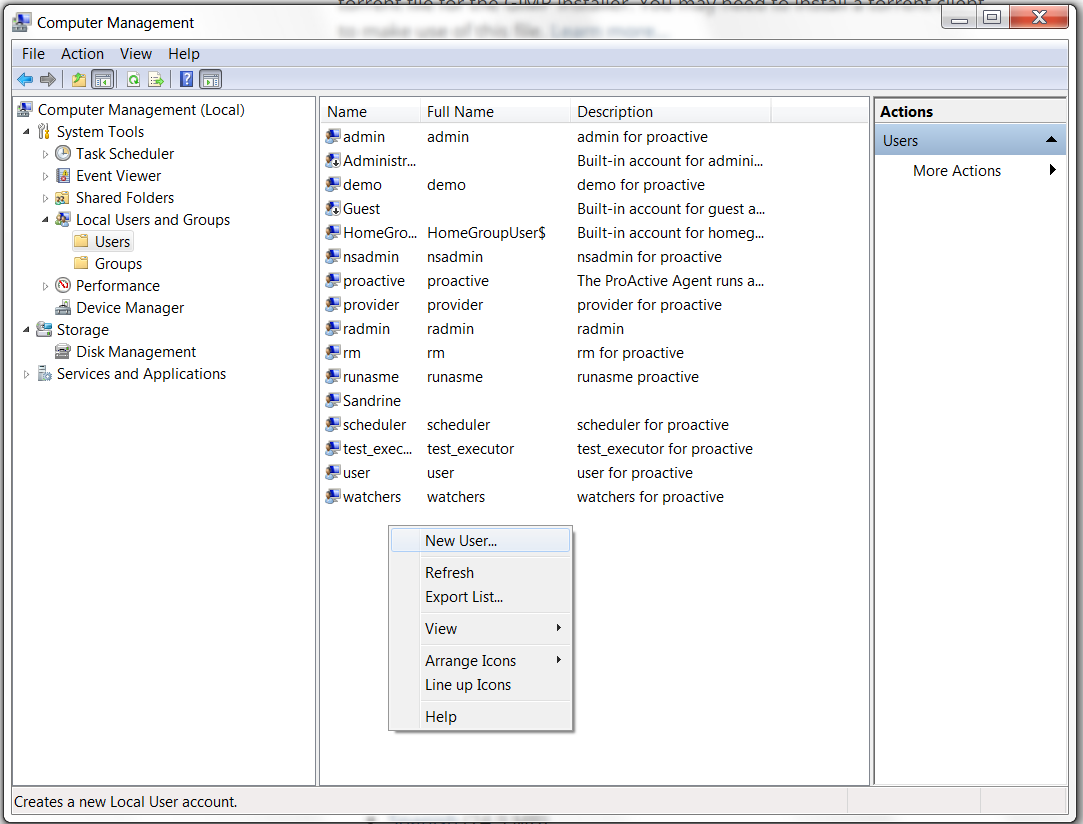 torrent file for the GIMP installer. You may need to install a torrent client
to make use of this file. Learn more...
Computer Management
File Action View Help
Computer Management (Local)
System Tools
Task Scheduler
Event Viewer
Shared Folders
Local Users and Groups
Users
Groups
Performance
Device Manager
Storage
Disk Management
Services and Applications
Name Full Name Description
admin admin admin for proactive
Administr... Built-in account for admini...
demo demo demo for proactive
Guest Built-in account for guest a...
HomeGro... HomeGroupUser$ Built-in account for homeg...
nsadmin nsadmin nsadmin for proactive
proactive proactive The ProActive Agent runs a...
provider provider provider for proactive
radmin radmin radmin
rm rm rm for proactive
runasme runasme runasme proactive
Sandrine
scheduler scheduler scheduler for proactive
test_exec... test_executor test_executor for proactive
user user user for proactive
watchers watchers watchers for proactive
New User...
Refresh
Export List...
View
Arrange Icons
Line up Icons
Help
Actions
Users
More Actions
Creates a new Local User account.